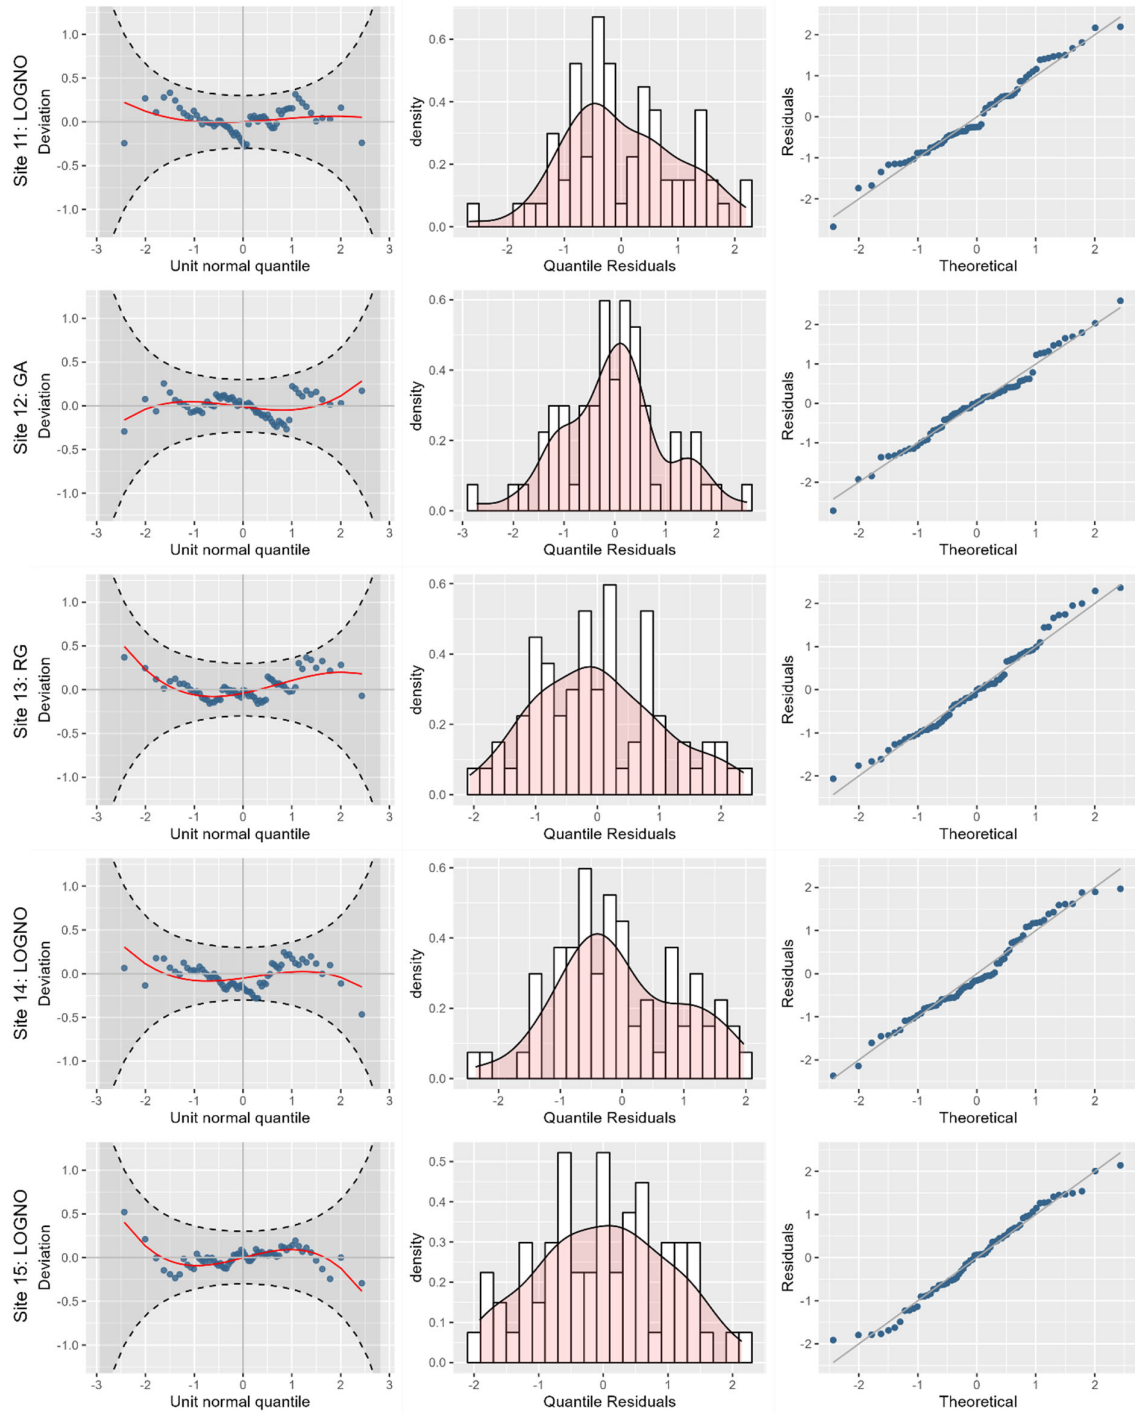 Site 11: LOGNO
Deviation
1.0
0.5
0.0
-0.5
-1.0
-3 -2 -1 0 1 2 3
Unit normal quantile
density
0.6
0.4
0.2
0.0
-2 -1 0 1 2
Quantile Residuals
Residuals
2
1
0
-1
-2
-2 -1 0 1 2
Theoretical
Site 12: GA
Deviation
1.0
0.5
0.0
-0.5
-1.0
-3 -2 -1 0 1 2 3
Unit normal quantile
density
0.6
0.4
0.2
0.0
-3 -2 -1 0 1 2
Quantile Residuals
Residuals
2
1
0
-1
-2
-2 -1 0 1 2
Theoretical
Site 13: RG
Deviation
1.0
0.5
0.0
-0.5
-1.0
-3 -2 -1 0 1 2 3
Unit normal quantile
density
0.6
0.4
0.2
0.0
-2 -1 0 1 2
Quantile Residuals
Residuals
2
1
0
-1
-2
-2 -1 0 1 2
Theoretical
Site 14: LOGNO
Deviation
1.0
0.5
0.0
-0.5
-1.0
-3 -2 -1 0 1 2 3
Unit normal quantile
density
0.6
0.4
0.2
0.0
-2 -1 0 1 2
Quantile Residuals
Residuals
2
1
0
-1
-2
-2 -1 0 1 2
Theoretical
Site 15: LOGNO
Deviation
1.0
0.5
0.0
-0.5
-1.0
-3 -2 -1 0 1 2 3
Unit normal quantile
density
0.5
0.4
0.3
0.2
0.1
0.0
-2 -1 0 1 2
Quantile Residuals
Residuals
2
1
0
-1
-2
-2 -1 0 1 2
Theoretical